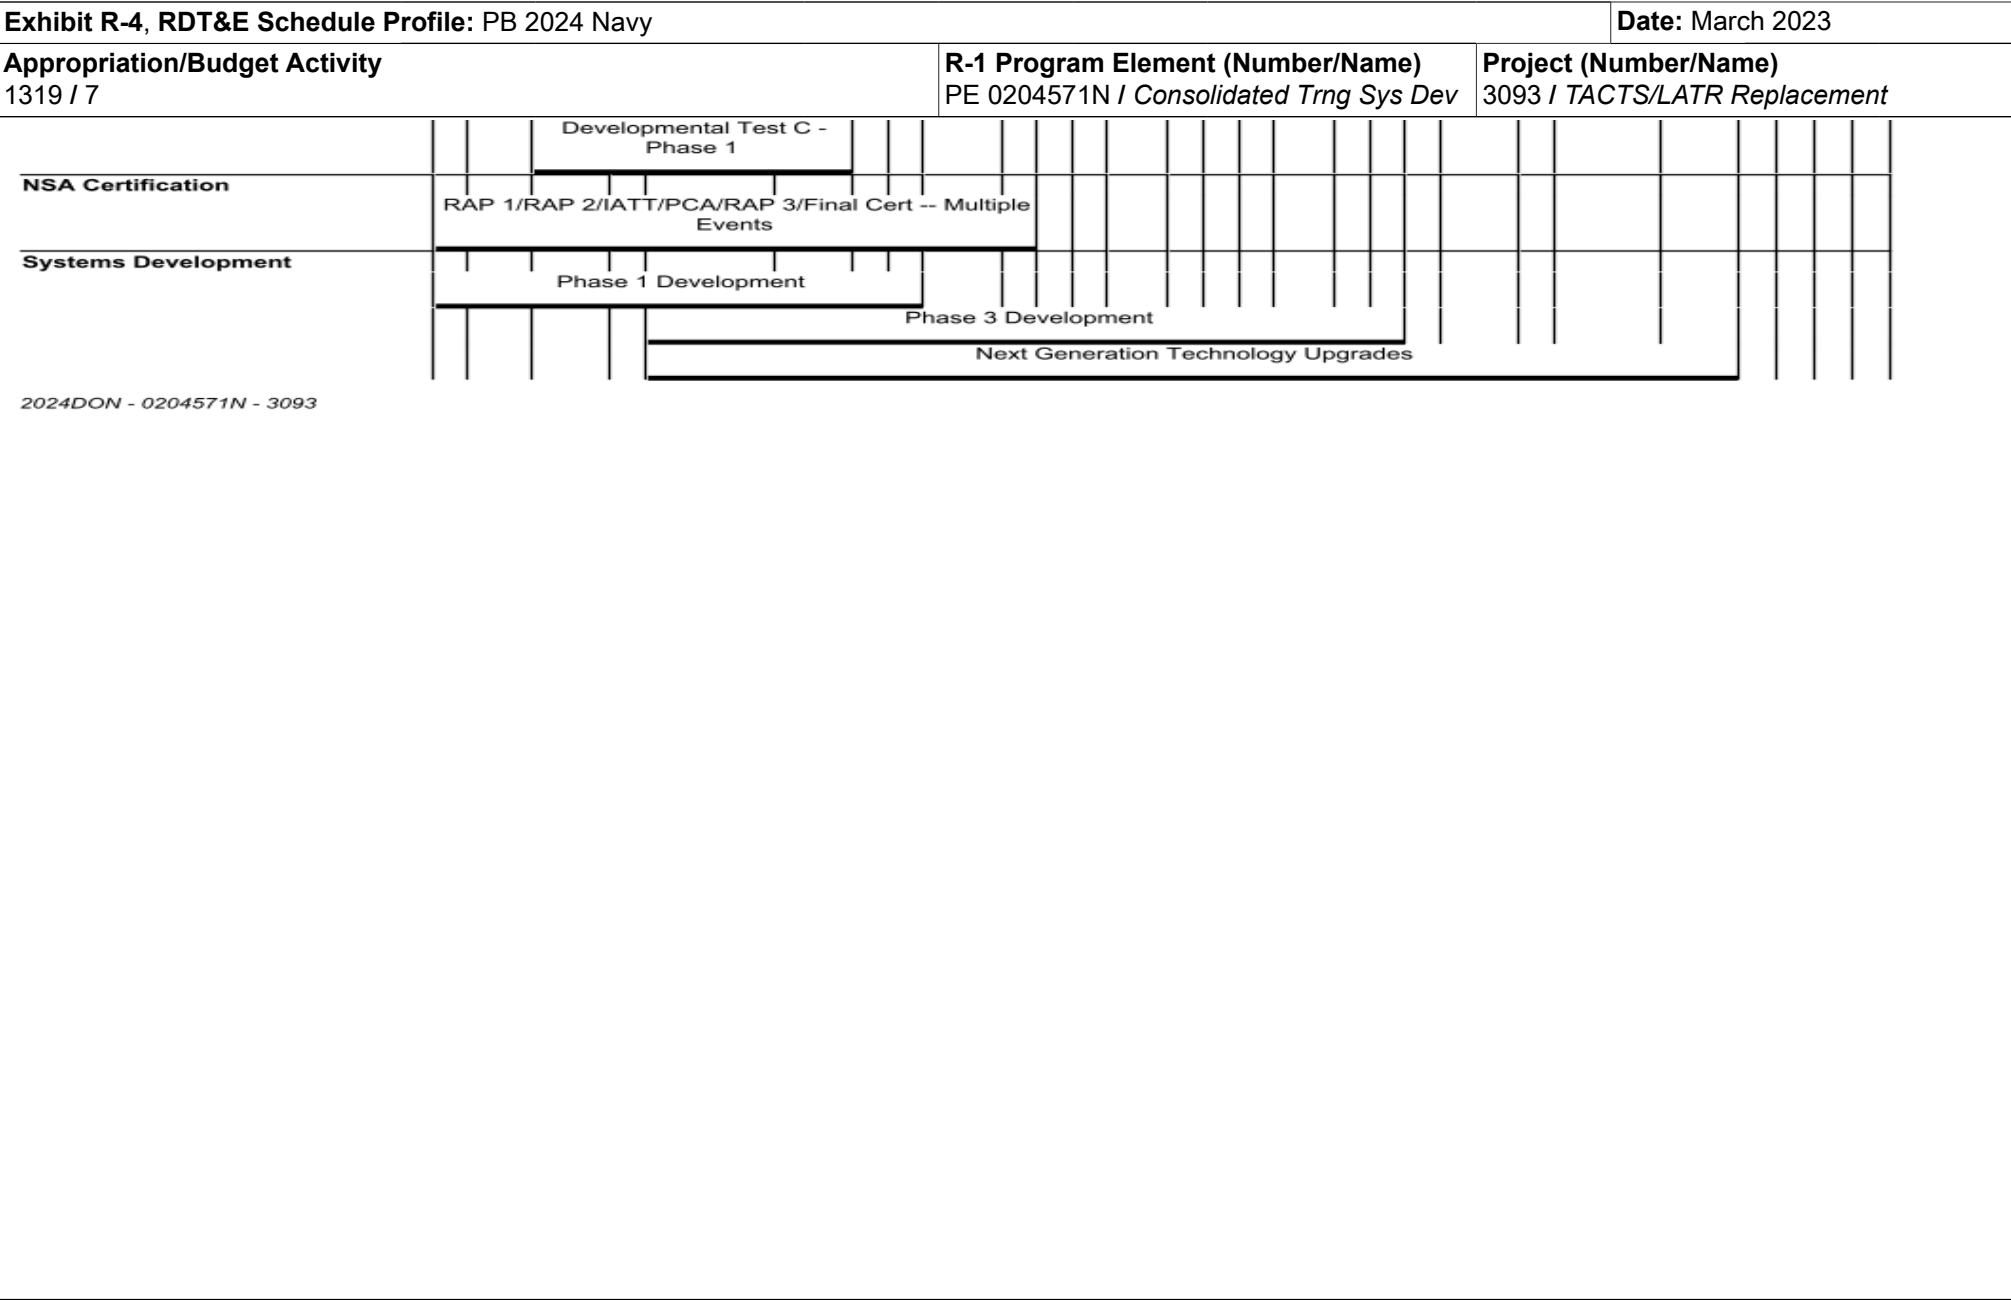 Exhibit R-4, RDT&E Schedule Profile: PB 2024 Navy
Date: March 2023
Appropriation/Budget Activity
1319 / 7
R-1 Program Element (Number/Name)
PE 0204571N / Consolidated Trng Sys Dev
Project (Number/Name)
3093 / TACTS/LATR Replacement
Developmental Test C -
Phase 1
NSA Certification
RAP 1/RAP 2/IATT/PCA/RAP 3/Final Cert -- Multiple
Events
Systems Development
Phase 1 Development
Phase 3 Development
Next Generation Technology Upgrades
2024DON - 0204571N - 3093